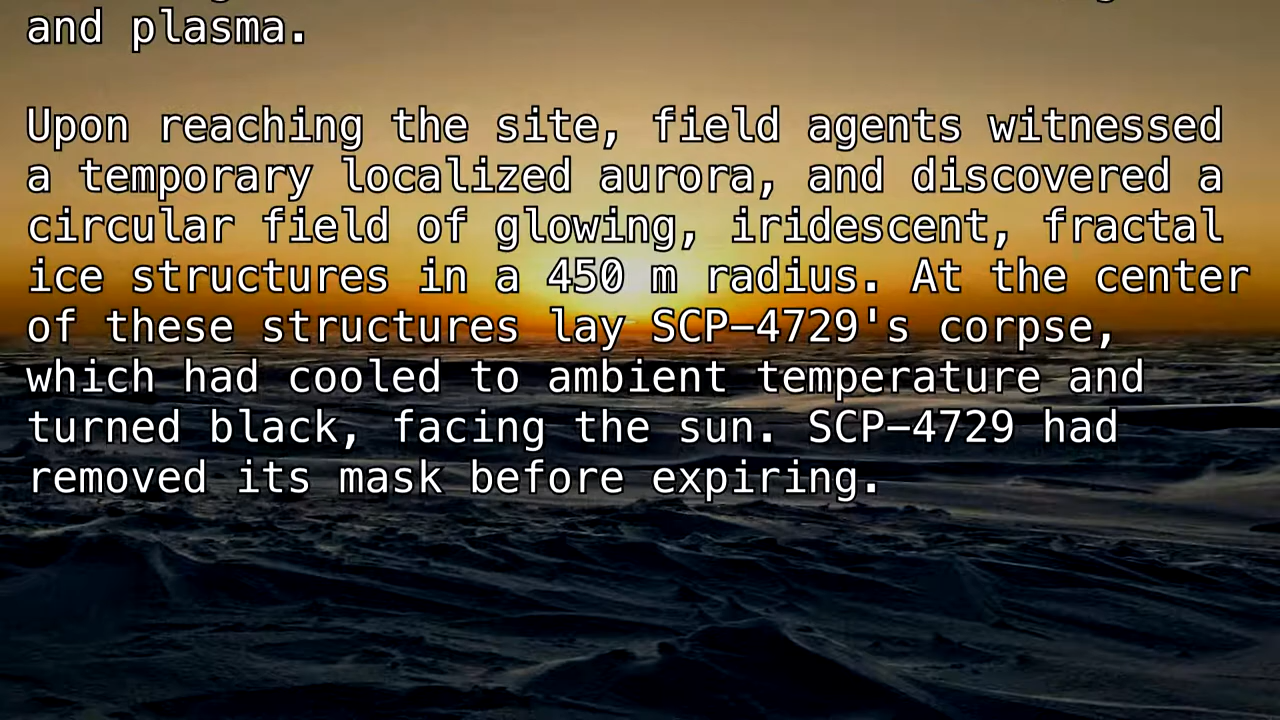 and plasma.
Upon reaching the site, field agents witnessed
a temporary localized aurora, and discovered a
circular field of glowing, iridescent, fractal
ice structures in a 450 m radius. At the center
of these structures lay SCP-4729's corpse,
which had cooled to ambient temperature and
turned black, facing the sun. SCP-4729 had
removed its mask before expiring.